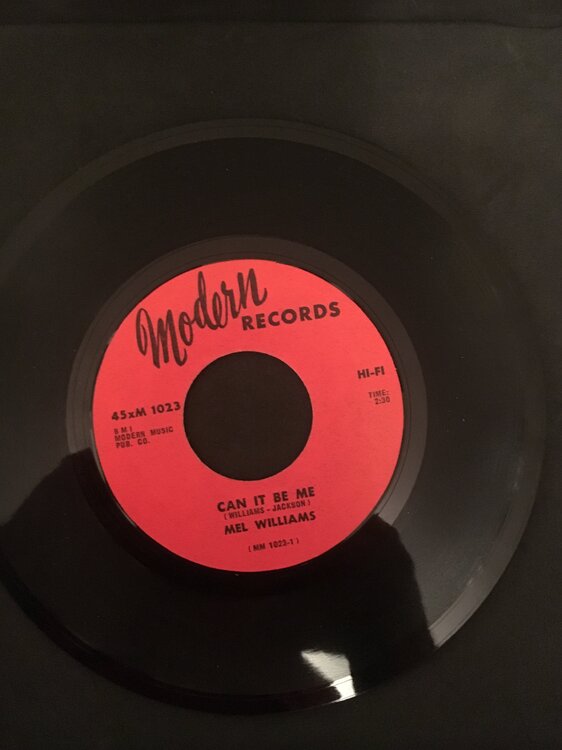 Modern
RECORDS
HI-FI
TIME:
2:30
45xM 1023
BMI
MODERN MUSIC
PUB. CO.
CAN IT BE ME
(WILLIAMS - JACKSON)
MEL WILLIAMS
(MM 1023-1)